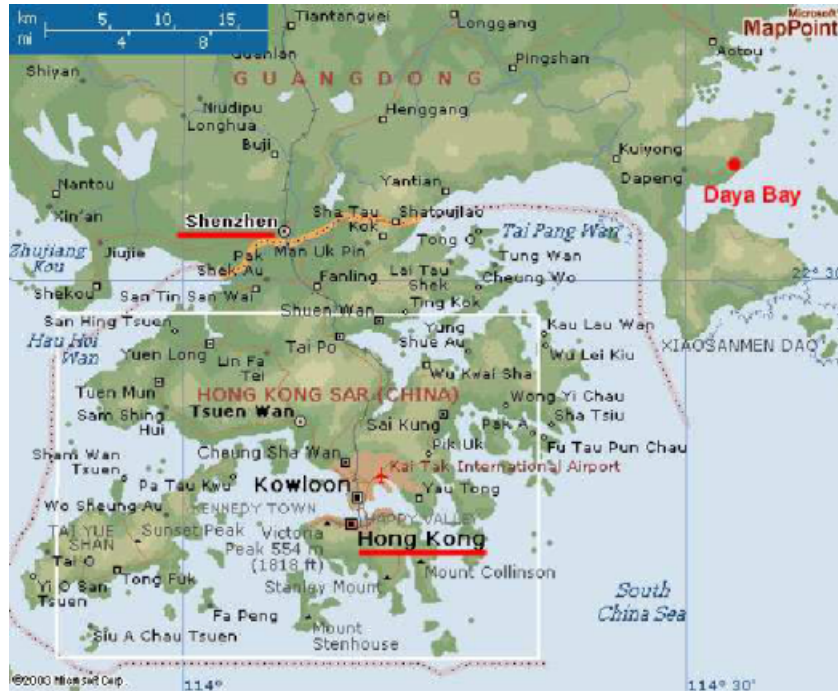 km 5, 10, 15,
mi 4 8
Tiantangwei
Longgang
Microsoft
MapPoint
Guanlan
Aotou
Shiyan
Pingshan
GUANGDONG
Niudipu
Longhua
Henggang
Buji
Kuiyong
Nantou
Yantian
Dapeng
Daya Bay
Xin'an
Shenzhen
Sha Tau
Kok
Shatoujiao
Zhujiang
Kou
Jiujie
Man Uk Pin
Tong O
Tai Pang Wan
Tung Wan
Pak
Shek Au
Fanling
Lai Tau
Shek
Cheung Wo
22° 30'
Shekou
San Tin San Wai
Shuen Wan
Ting Kok
San Hing Tsuen
Hau Hoi
Wan
Yuen Long
Lin Fa
Tei
Tai Po
Yung
Shue Au
Kau Lau Wan
Wu Lei Kiu
XIAOSANMEN DAO
Tuen Mun
HONG KONG SAR (CHINA)
Wu Kwai Sha
Wong Yi Chau
Sam Shing
Hui
Tsuen Wan
Sai Kung
Pak A
Sha Tsiu
Sham Wan
Tsuen
Cheung Sha Wan
Pik Uk
Fu Tau Pun Chau
Kai Tak International Airport
Pa Tau Kwu
Kowloon
Yau Tong
Wo Sheung Au
KENNEDY TOWN
HAPPY VALLEY
TAI YUE
SHAN
Sunset Peak
Victoria
Peak 554 m
(1818 ft)
Hong Kong
Tai O
Tong Fuk
Stanley Mount
Mount Collinson
Yi O San
Tsuen
Fa Peng
South
China Sea
Siu A Chau Tsuen
Mount
Stenhouse
©2003 Microsoft Corp.
114°
114° 30'